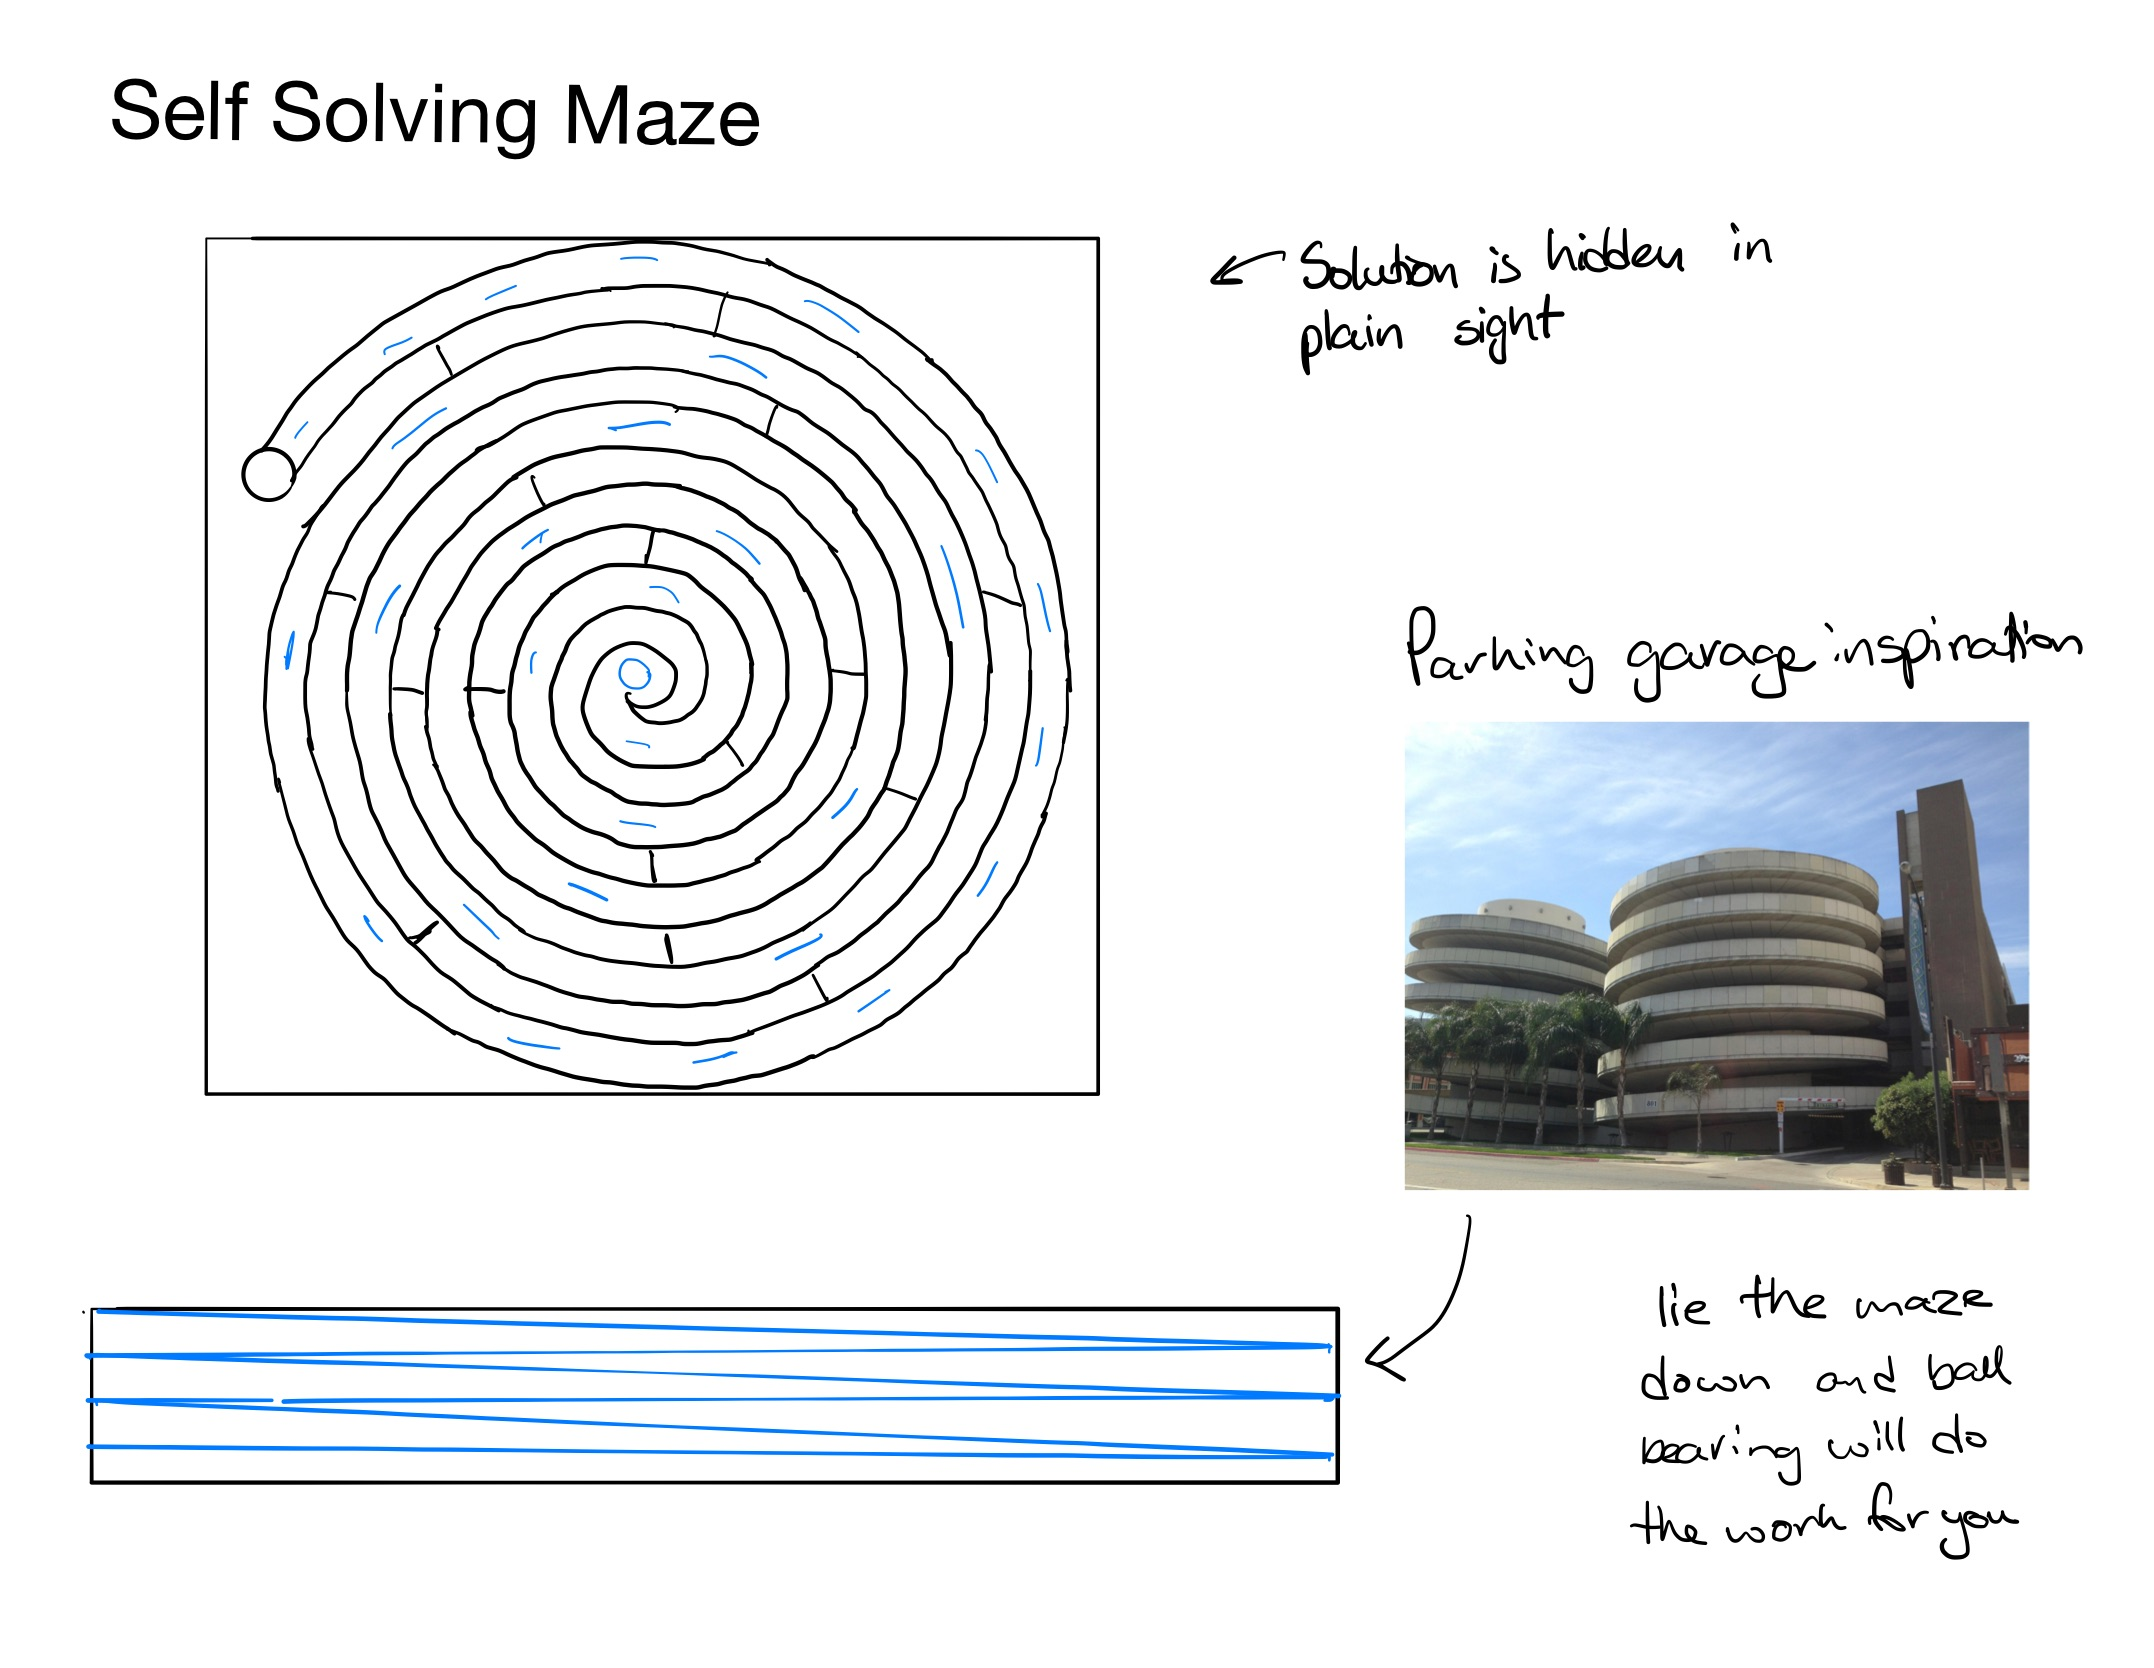 Self Solving Maze
Solution is hidden in
plain sight
Parking garage inspiration
lie the maze
down and ball
bearing will do
the work for you